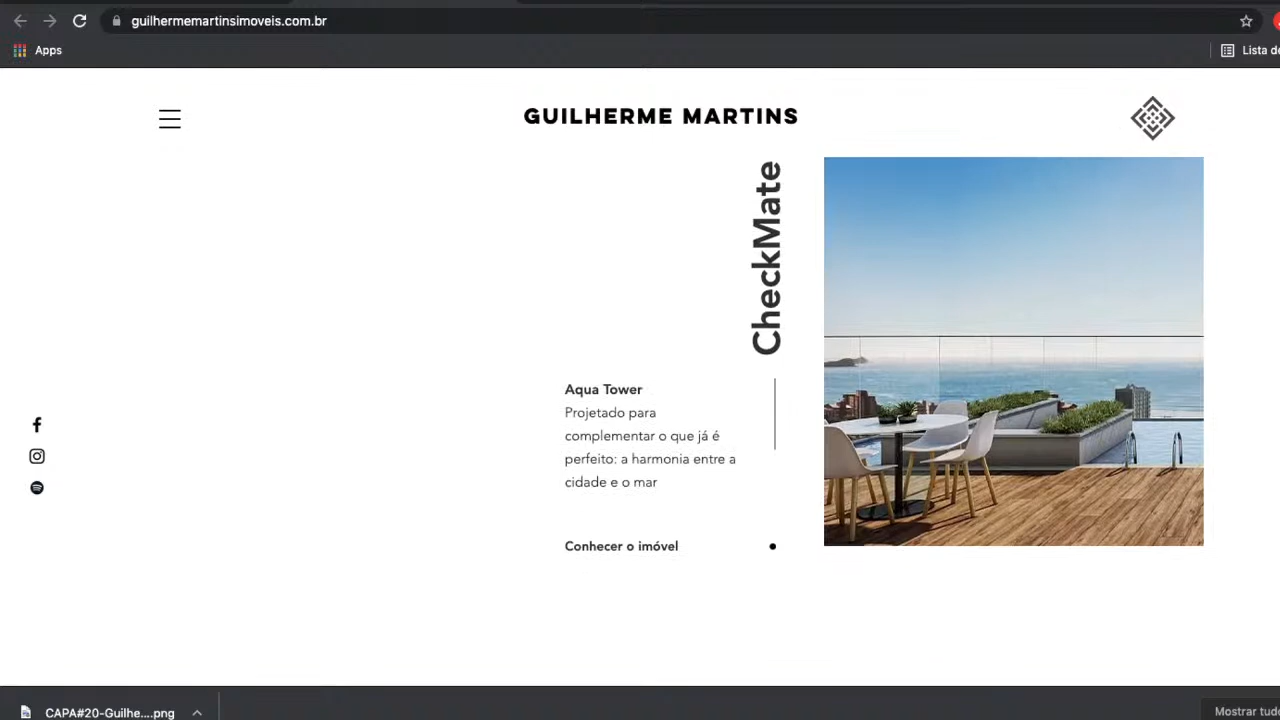 guilhermemartinsimoveis.com.br
Apps
Lista de
GUILHERME MARTINS
CheckMate
Aqua Tower
Projetado para
complementar o que já é
perfeito: a harmonia entre a
cidade e o mar
Conhecer o imóvel
CAPA#20-Guilhe....png
Mostrar tudo